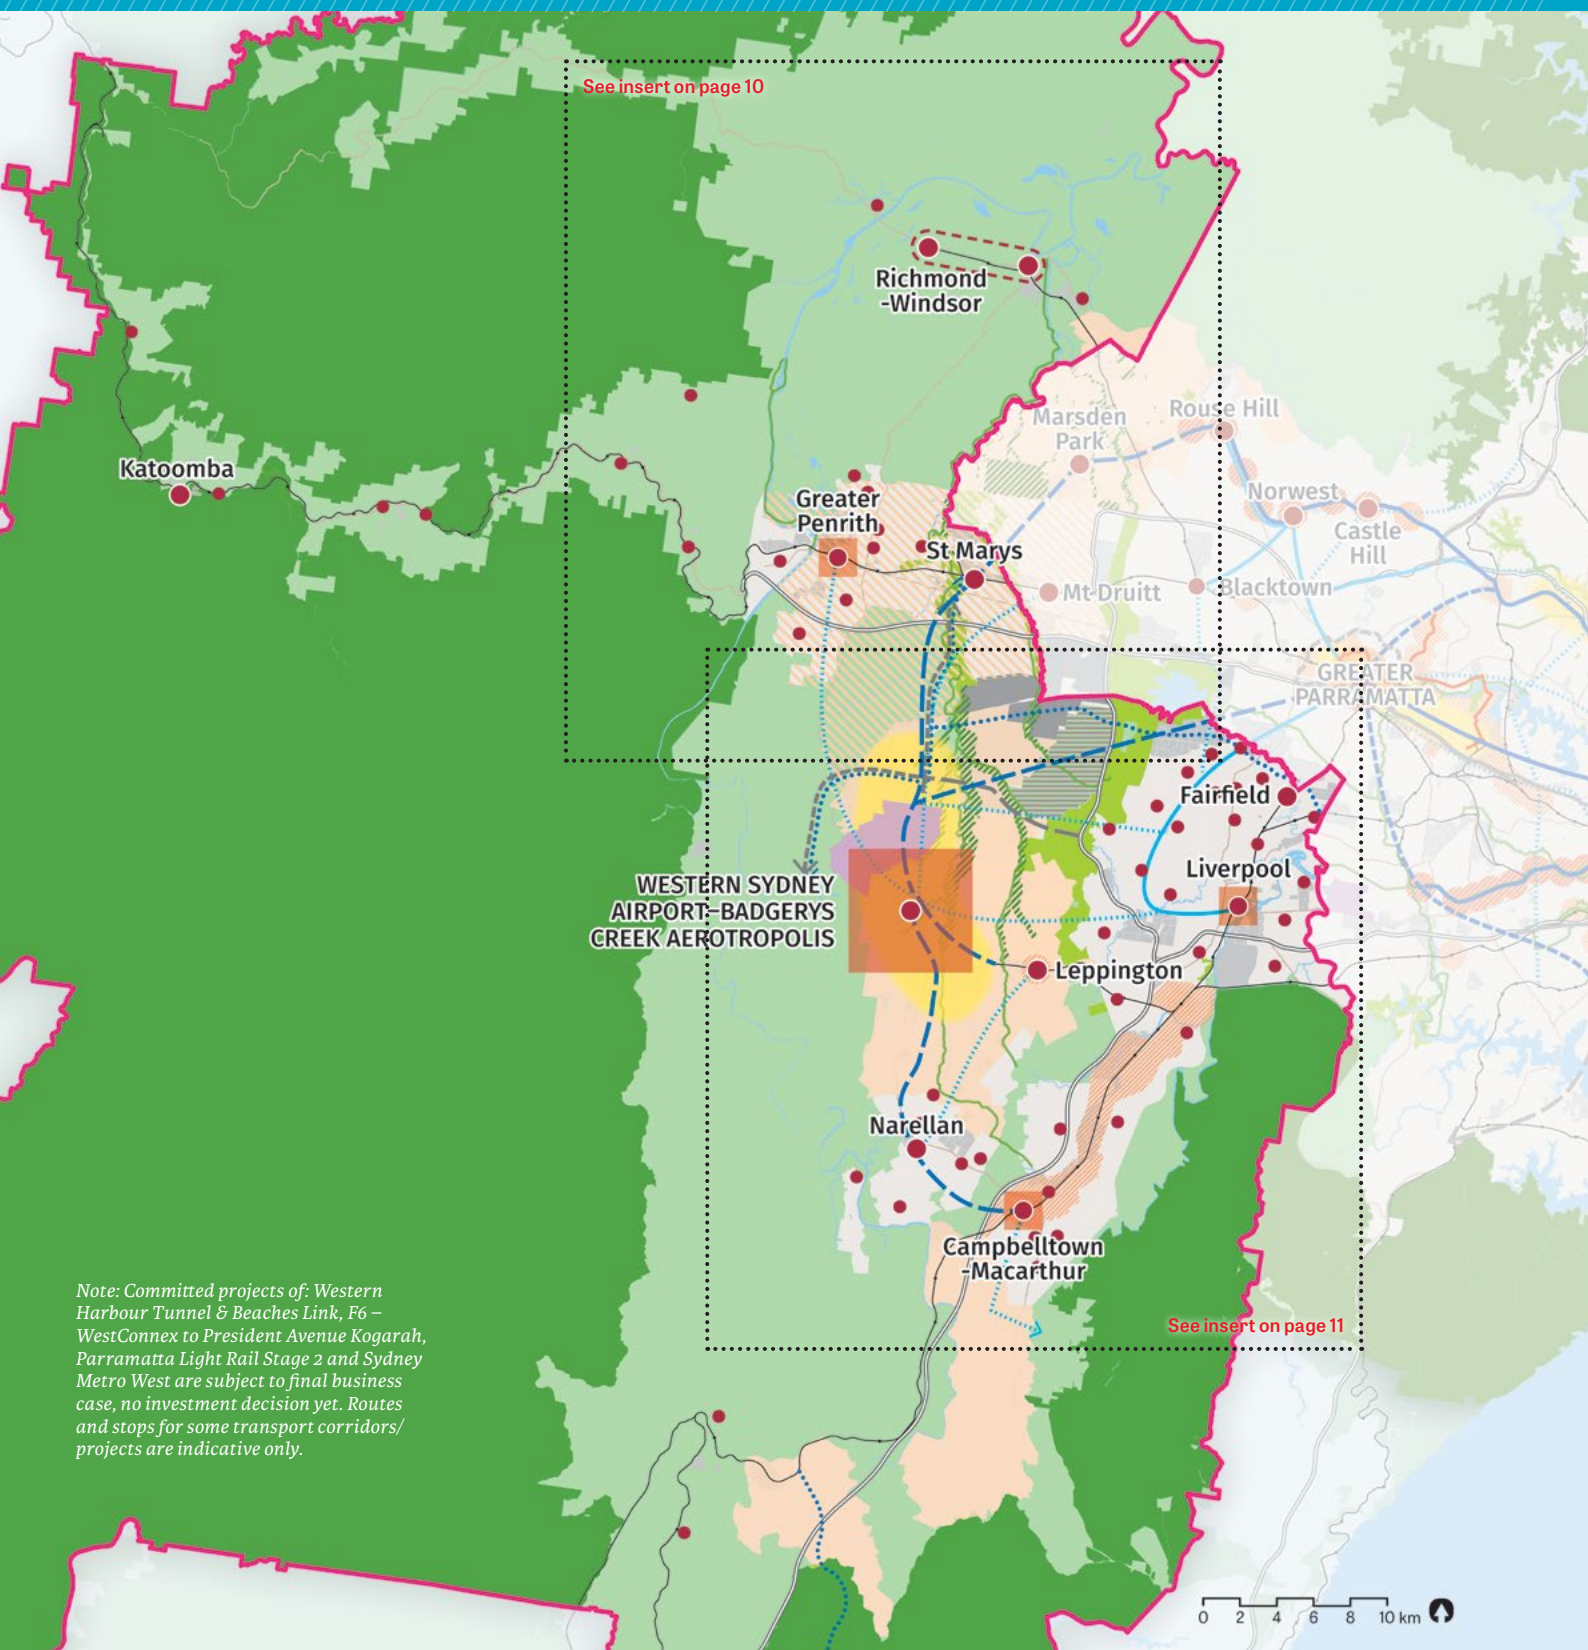 See insert on page 10
Richmond
-Windsor
Marsden
Park
Rouse Hill
Katoomba
Norwest
Greater
Penrith
Castle
Hill
St Marys
Mt Druitt
Blacktown
GREATER
PARRAMATTA
Fairfield
Liverpool
WESTERN SYDNEY
AIRPORT–BADGERYS
CREEK AEROTROPOLIS
Leppington
Narellan
Campbelltown
-Macarthur
See insert on page 11
Note: Committed projects of: Western
Harbour Tunnel & Beaches Link, F6 –
WestConnex to President Avenue Kogarah,
Parramatta Light Rail Stage 2 and Sydney
Metro West are subject to final business
case, no investment decision yet. Routes
and stops for some transport corridors/
projects are indicative only.
0 2 4 6 8 10 km